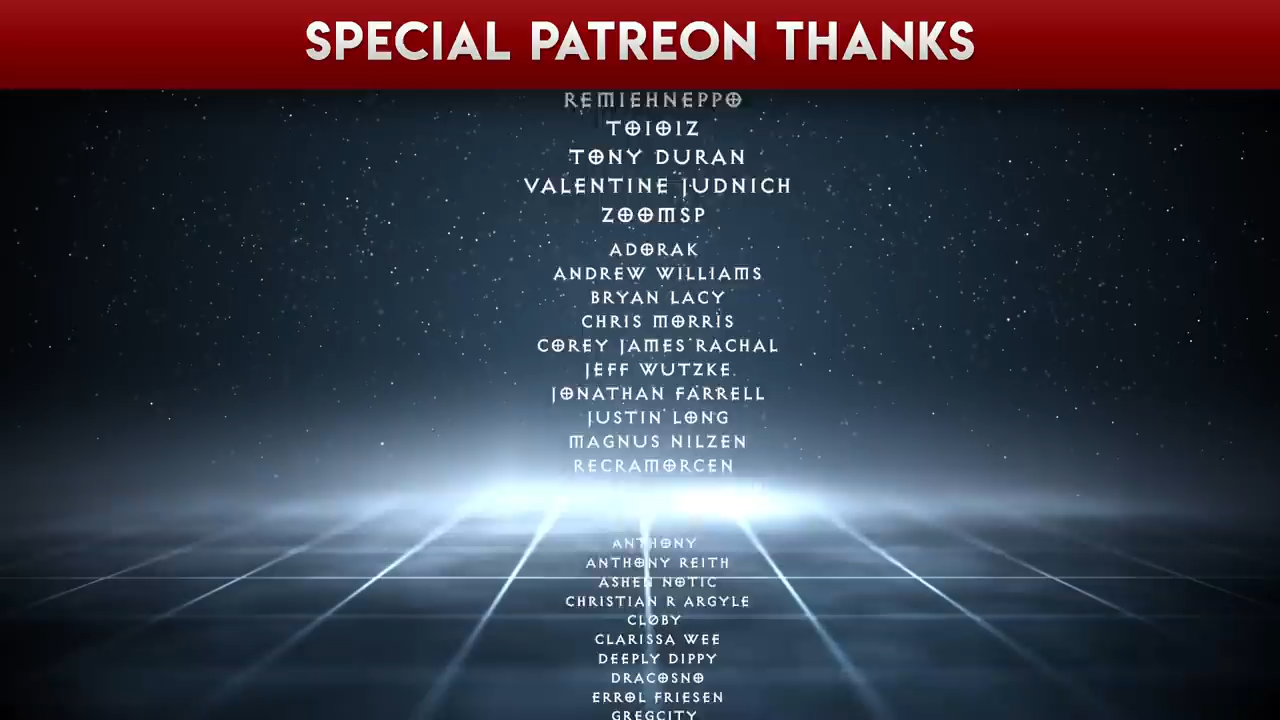 SPECIAL PATREON THANKS
REMIEHNEPPO
TOIOIZ
TONY DURAN
VALENTINE JUDNICH
ZOOMSP
ADORAK
ANDREW WILLIAMS
BRYAN LACY
CHRIS MORRIS
COREY JAMES RACHAL
JEFF WUTZKE
JONATHAN FARRELL
JUSTIN LONG
MAGNUS NILZEN
RECRAMORCEN
ANTHONY
ANTHONY REITH
ASHEN NOTIC
CHRISTIAN R ARGYLE
CLØBY
CLARISSA WEE
DEEPLY DIPPY
DRACOSNO
ERROL FRIESEN
GREGCITY